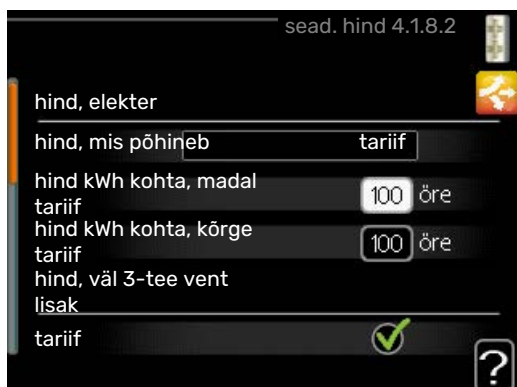 sead. hind 4.1.8.2
hind, elekter
hind, mis põhineb tariif
hind kWh kohta, madal
tariif 100 öre
hind kWh kohta, kõrge
tariif 100 öre
hind, väl 3-tee vent
lisak
tariif
?